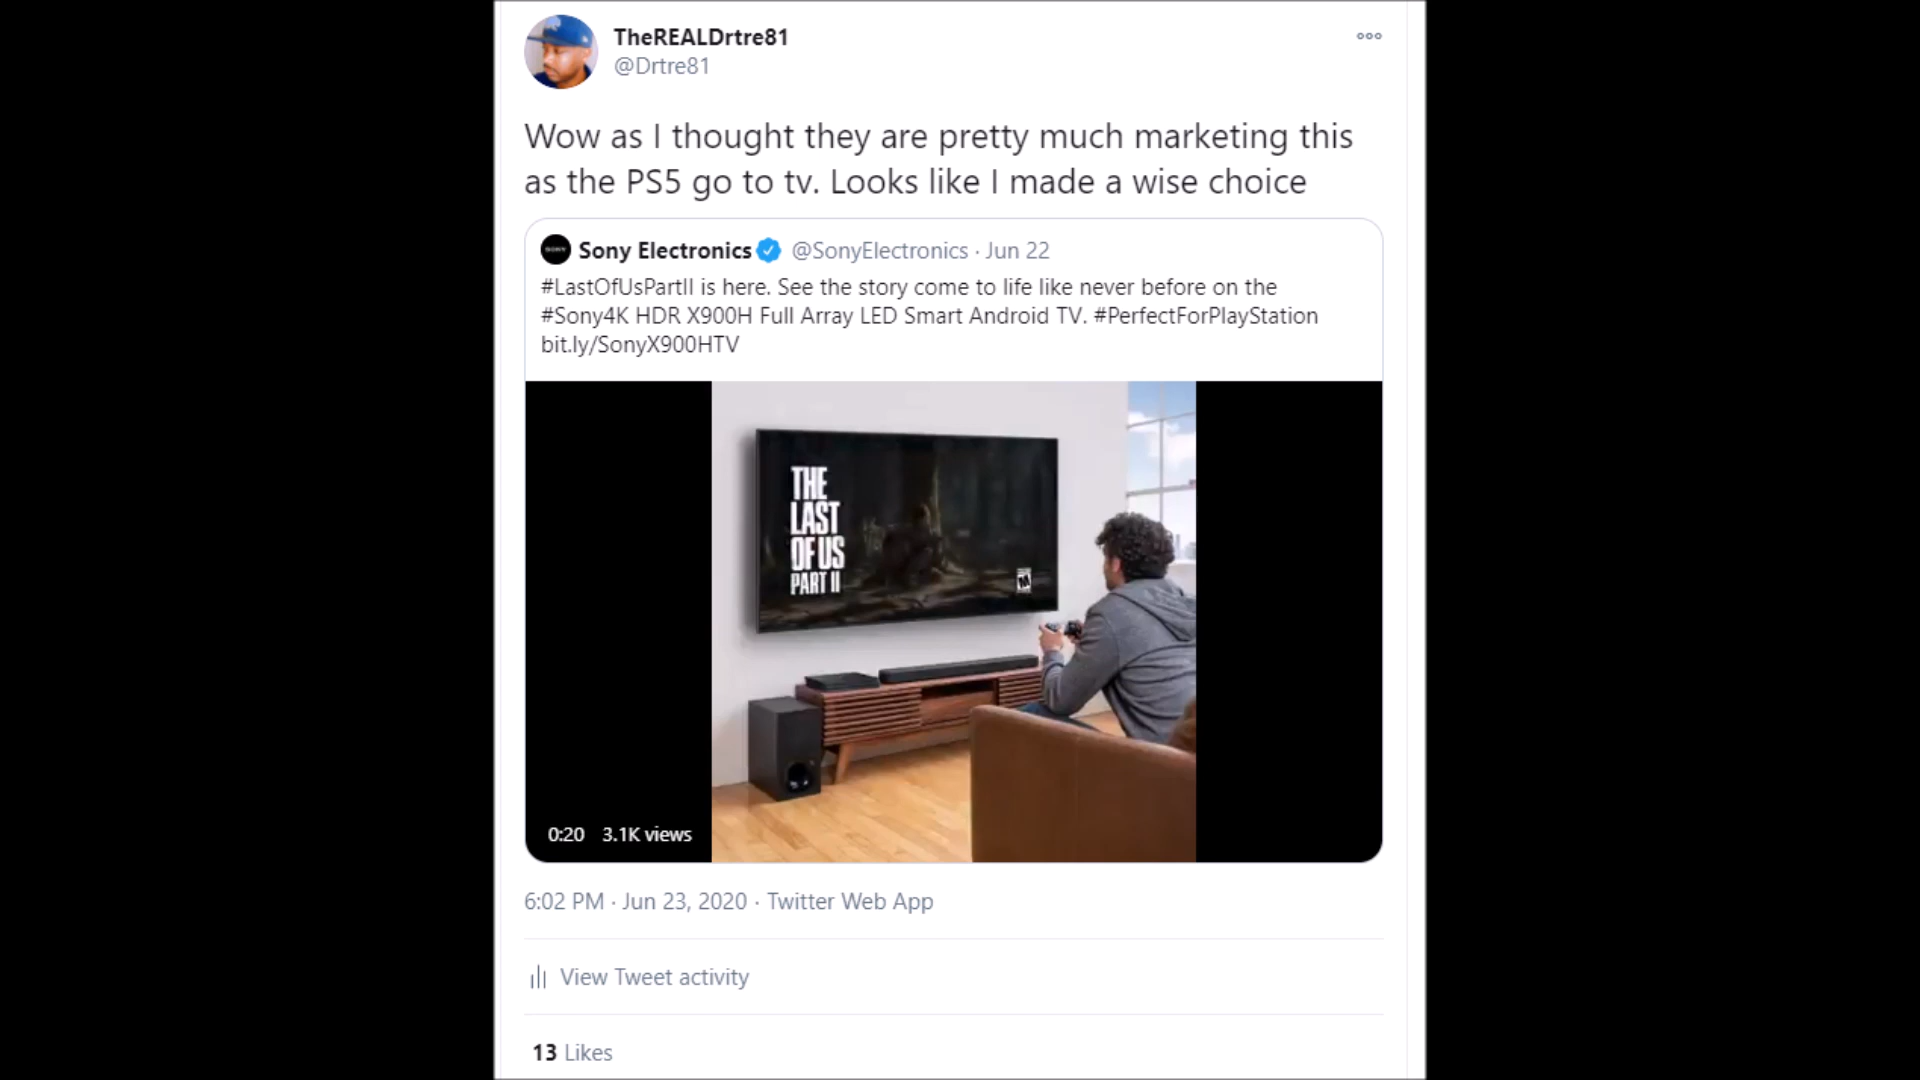 TheREALDrtre81
@Drtre81
Wow as I thought they are pretty much marketing this
as the PS5 go to tv. Looks like I made a wise choice
SONY
Sony Electronics @SonyElectronics · Jun 22
#LastOfUsPartII is here. See the story come to life like never before on the
#Sony4K HDR X900H Full Array LED Smart Android TV. #PerfectForPlayStation
bit.ly/SonyX900HTV
THE
LAST
OF US
PART II
M
0:20 3.1K views
6:02 PM · Jun 23, 2020 · Twitter Web App
View Tweet activity
13 Likes